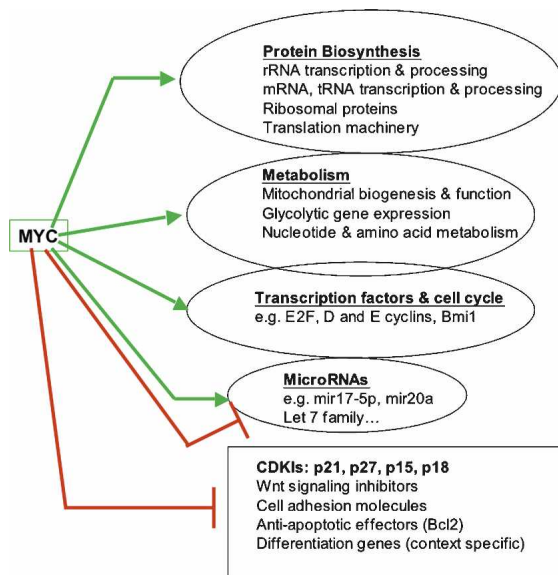 Protein Biosynthesis
rRNA transcription & processing
mRNA, tRNA transcription & processing
Ribosomal proteins
Translation machinery
Metabolism
Mitochondrial biogenesis & function
Glycolytic gene expression
Nucleotide & amino acid metabolism
MYC
Transcription factors & cell cycle
e.g. E2F, D and E cyclins, Bmi1
MicroRNAs
e.g. mir17-5p, mir20a
Let 7 family…
CDKIs: p21, p27, p15, p18
Wnt signaling inhibitors
Cell adhesion molecules
Anti-apoptotic effectors (Bcl2)
Differentiation genes (context specific)